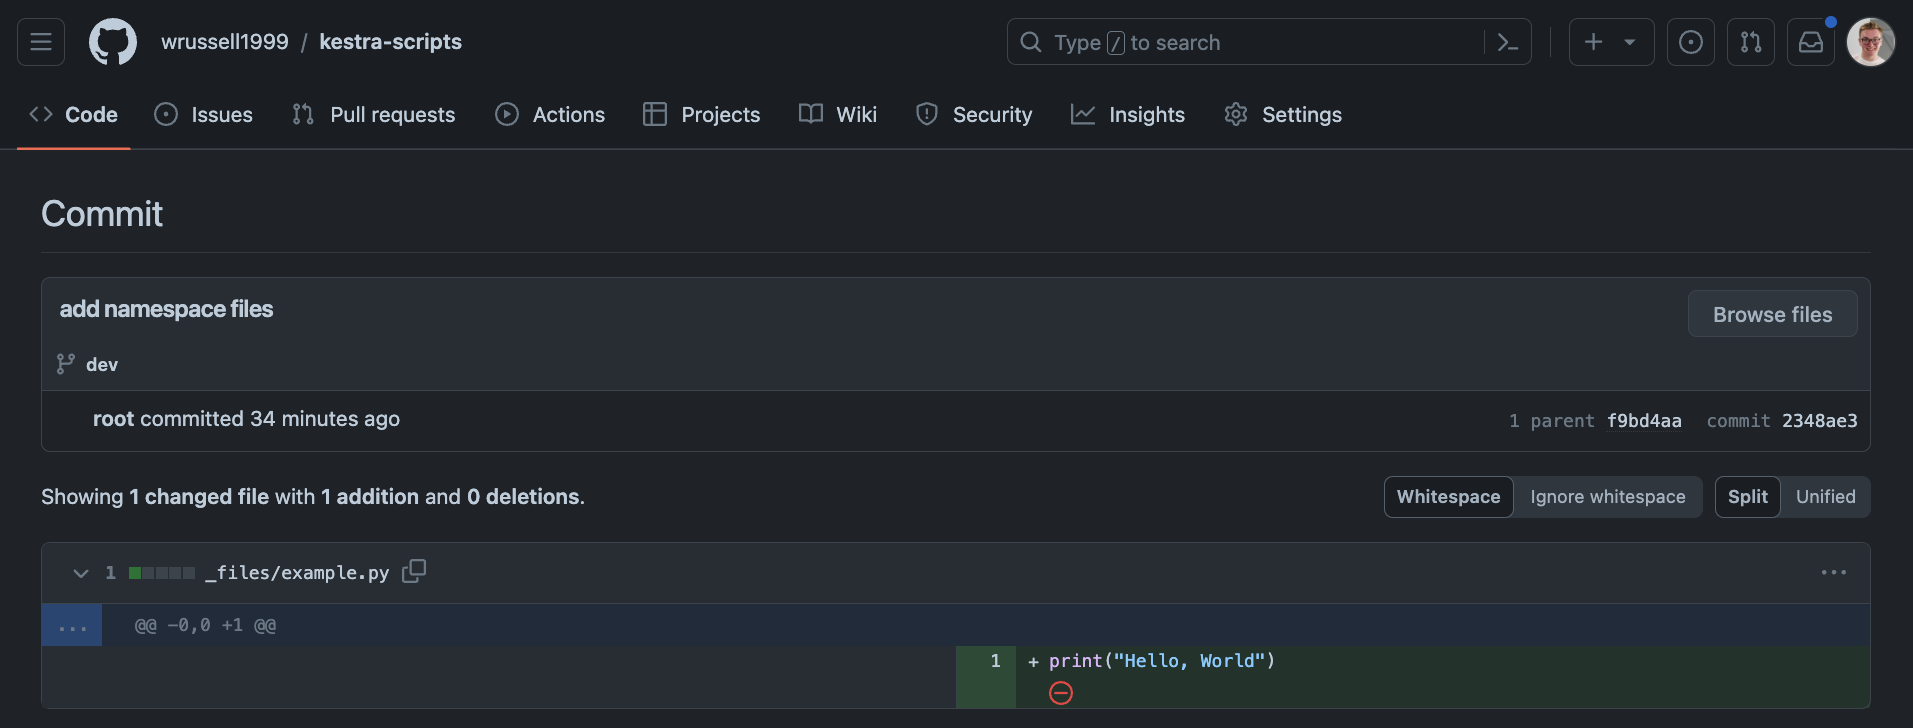 wrussell1999 / kestra-scripts
Type / to search
Code Issues Pull requests Actions Projects Wiki Security Insights Settings
Commit
add namespace files
Browse files
dev
root committed 34 minutes ago
1 parent f9bd4aa commit 2348ae3
Showing 1 changed file with 1 addition and 0 deletions.
Whitespace Ignore whitespace Split Unified
1 _files/example.py
... @@ -0,0 +1 @@
1 + print("Hello, World")